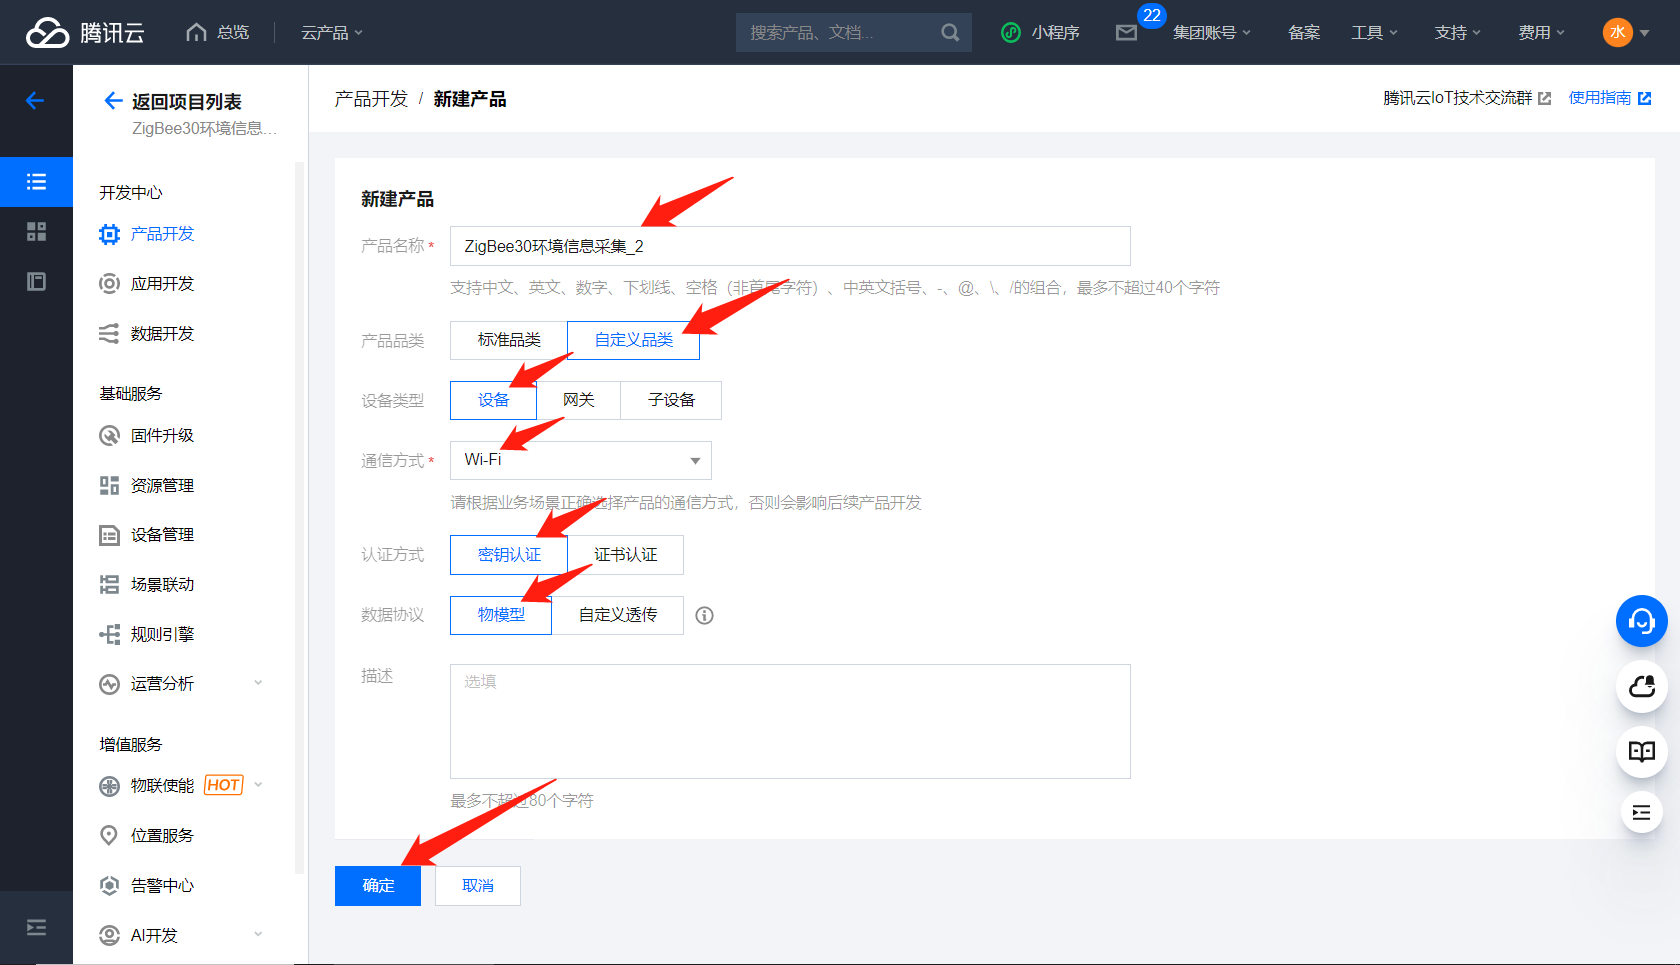 腾讯云
总览
云产品
搜索产品、文档...
小程序
22
集团账号
备案
工具
支持
费用
水
返回项目列表
ZigBee30环境信息...
开发中心
产品开发
应用开发
数据开发
基础服务
固件升级
资源管理
设备管理
场景联动
规则引擎
运营分析
增值服务
物联使能 HOT
位置服务
告警中心
AI开发
产品开发 / 新建产品
腾讯云IoT技术交流群
使用指南
新建产品
产品名称 * ZigBee30环境信息采集_2
支持中文、英文、数字、下划线、空格（非首尾字符）、中英文括号、-、@、\、/的组合，最多不超过40个字符
产品品类 标准品类 自定义品类
设备类型 设备 网关 子设备
通信方式 * Wi-Fi
请根据业务场景正确选择产品的通信方式，否则会影响后续产品开发
认证方式 密钥认证 证书认证
数据协议 物模型 自定义透传
描述 选填
最多不超过80个字符
确定 取消